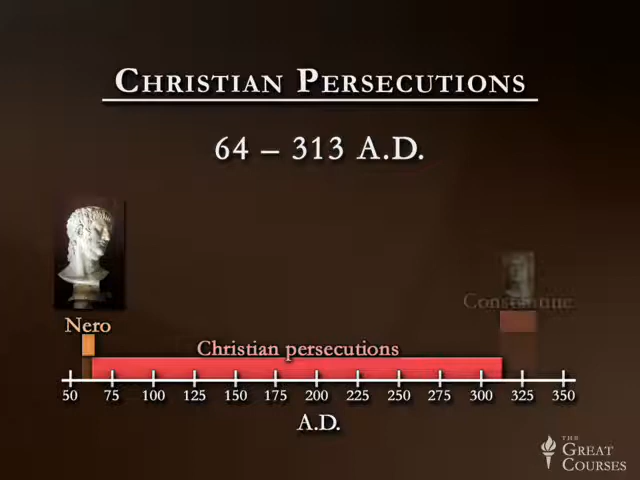 CHRISTIAN PERSECUTIONS
64 – 313 A.D.
Constantine
Nero
Christian persecutions
50 75 100 125 150 175 200 225 250 275 300 325 350
A.D.
THE
GREAT
COURSES